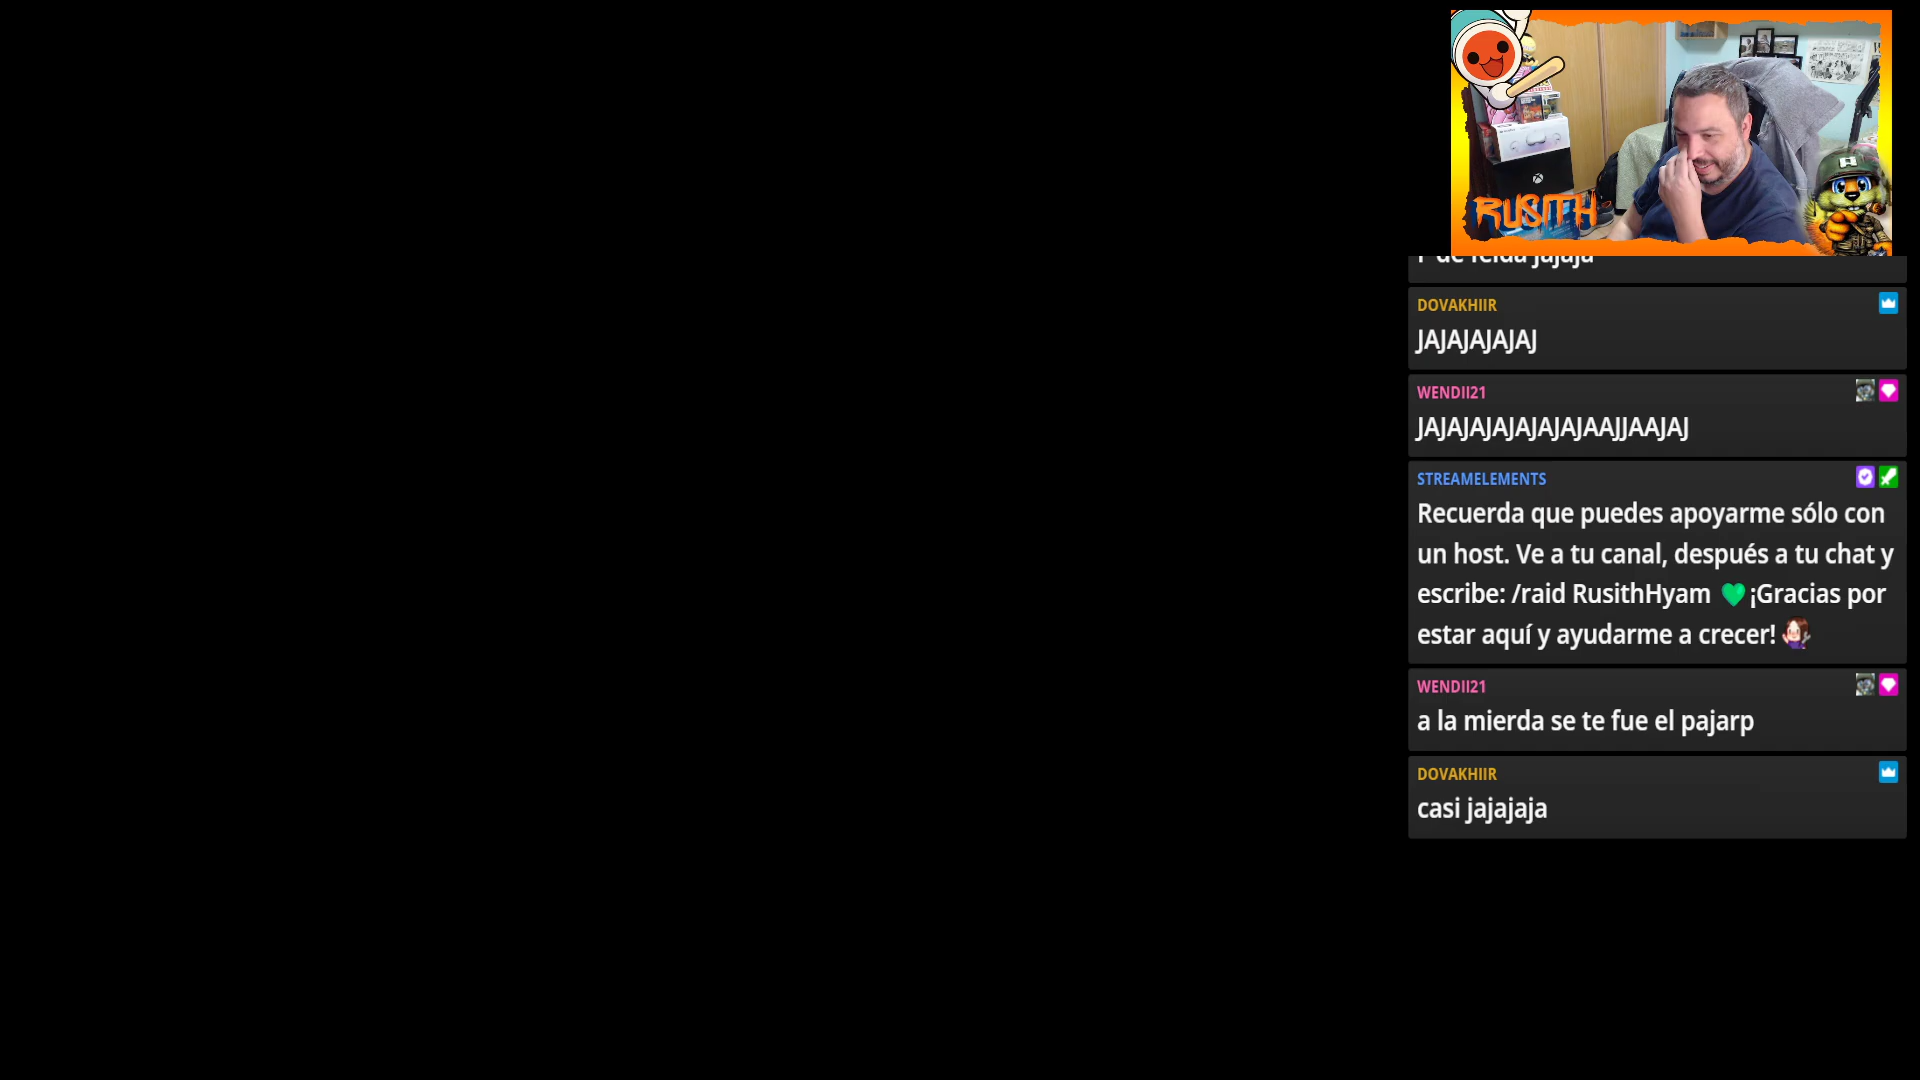 RUSITH
jajaja
DOVAKHIIR
JAJAJAJAJAJ
WENDII21
JAJAJAJAJAJAJAJAAJJAAJAJ
STREAMELEMENTS
Recuerda que puedes apoyarme sólo con
un host. Ve a tu canal, después a tu chat y
escribe: /raid RusithHyam 💚¡Gracias por
estar aquí y ayudarme a crecer!
WENDII21
a la mierda se te fue el pajarp
DOVAKHIIR
casi jajajaja